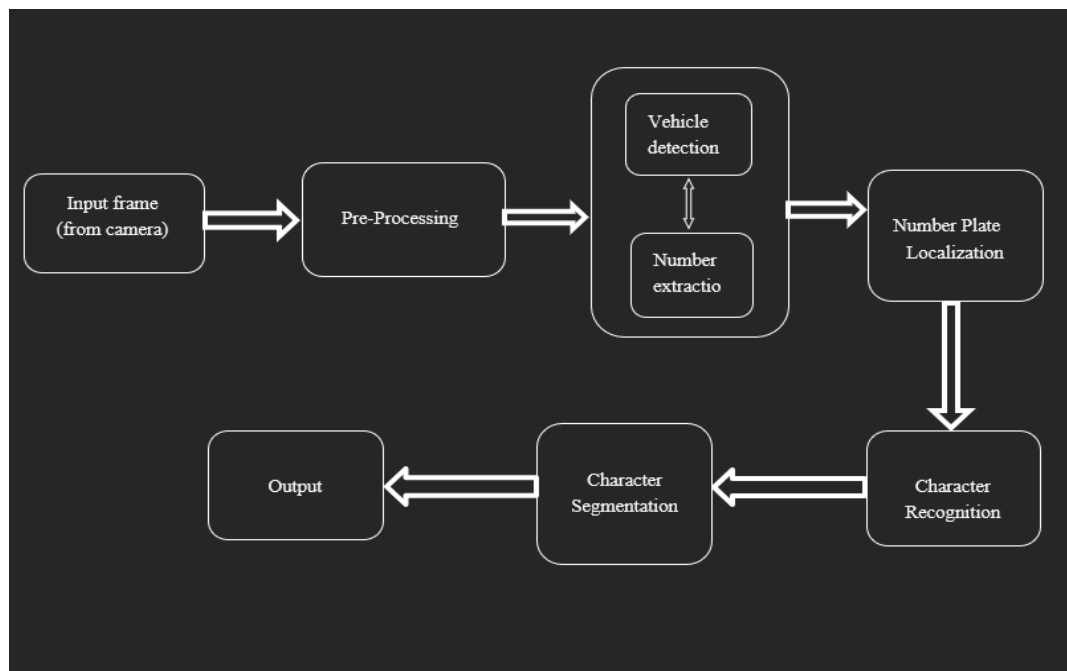 Input frame
(from camera)
Pre-Processing
Vehicle
detection
Number
extractio
Number Plate
Localization
Character
Recognition
Character
Segmentation
Output